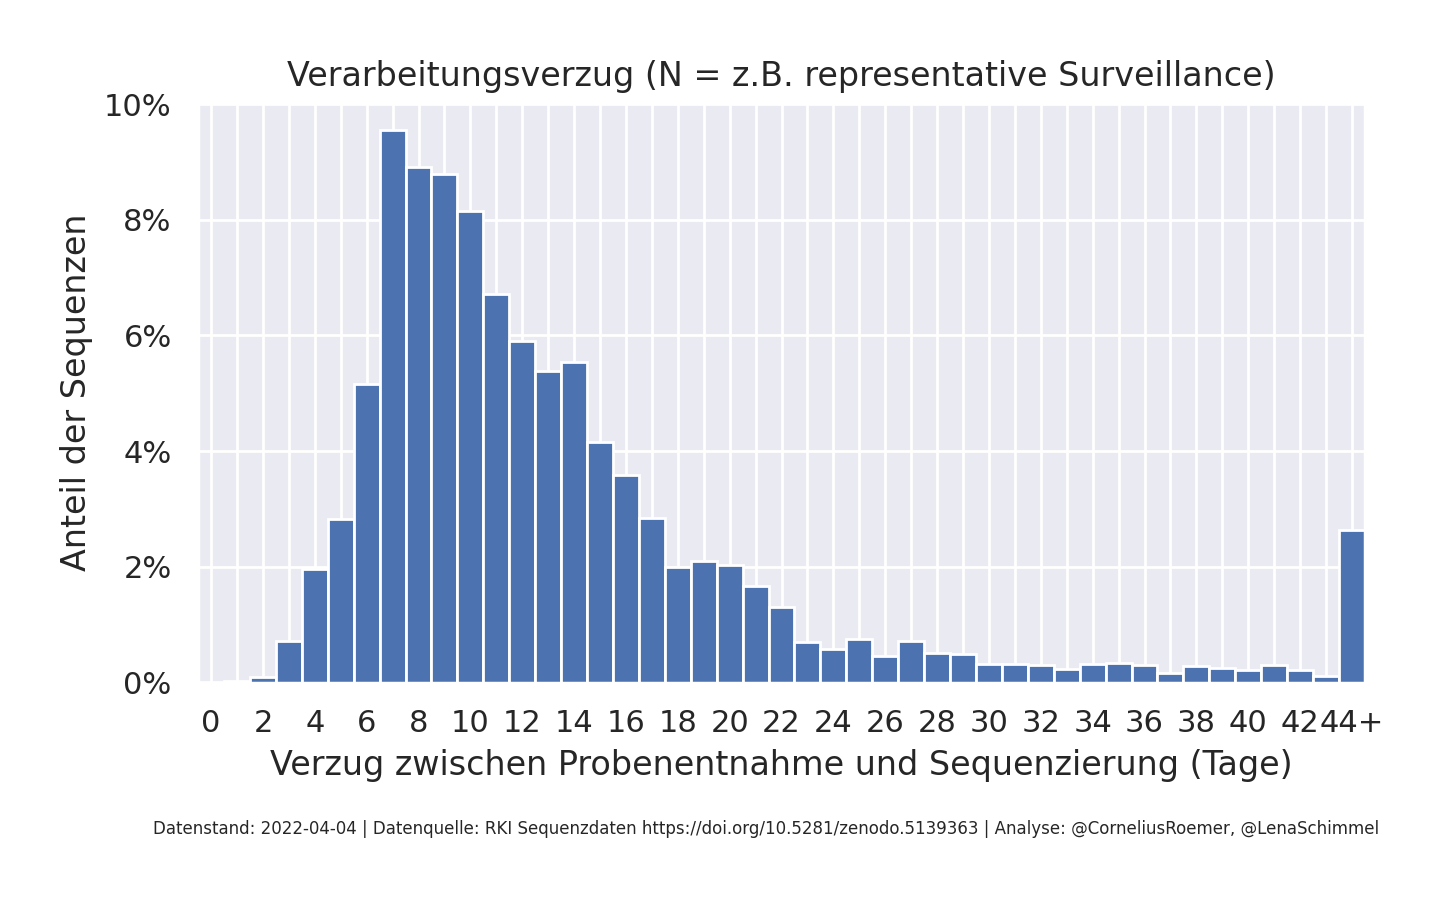 Verarbeitungsverzug (N = z.B. representative Surveillance)
10%
8%
6%
4%
2%
0%
Anteil der Sequenzen
0 2 4 6 8 10 12 14 16 18 20 22 24 26 28 30 32 34 36 38 40 42 44+
Verzug zwischen Probenentnahme und Sequenzierung (Tage)
Datenstand: 2022-04-04 | Datenquelle: RKI Sequenzdaten https://doi.org/10.5281/zenodo.5139363 | Analyse: @CorneliusRoemer, @LenaSchimmel